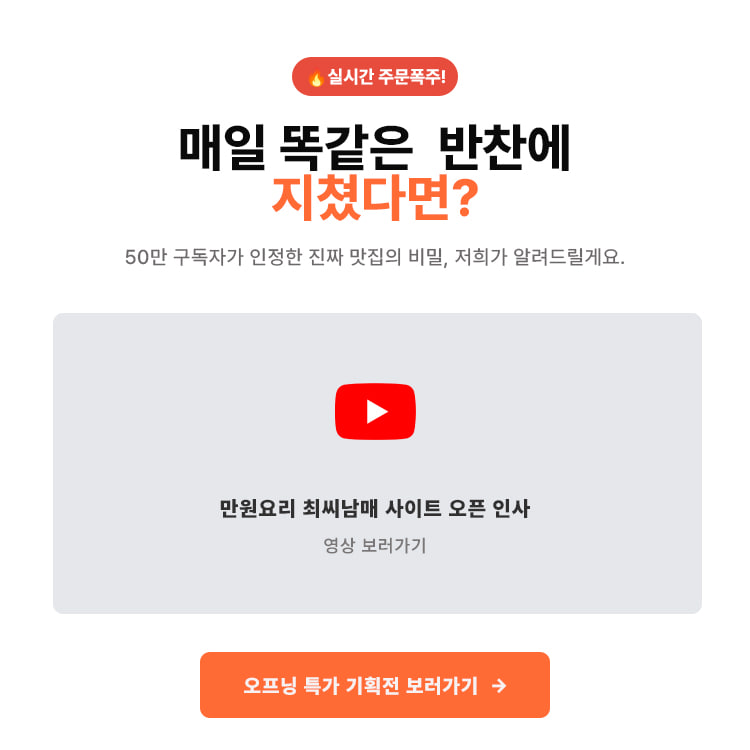 🔥실시간 주문폭주!
매일 똑같은 반찬에
지쳤다면?
50만 구독자가 인정한 진짜 맛집의 비밀, 저희가 알려드릴게요.
만원요리 최씨남매 사이트 오픈 인사
영상 보러가기
오프닝 특가 기획전 보러가기 →